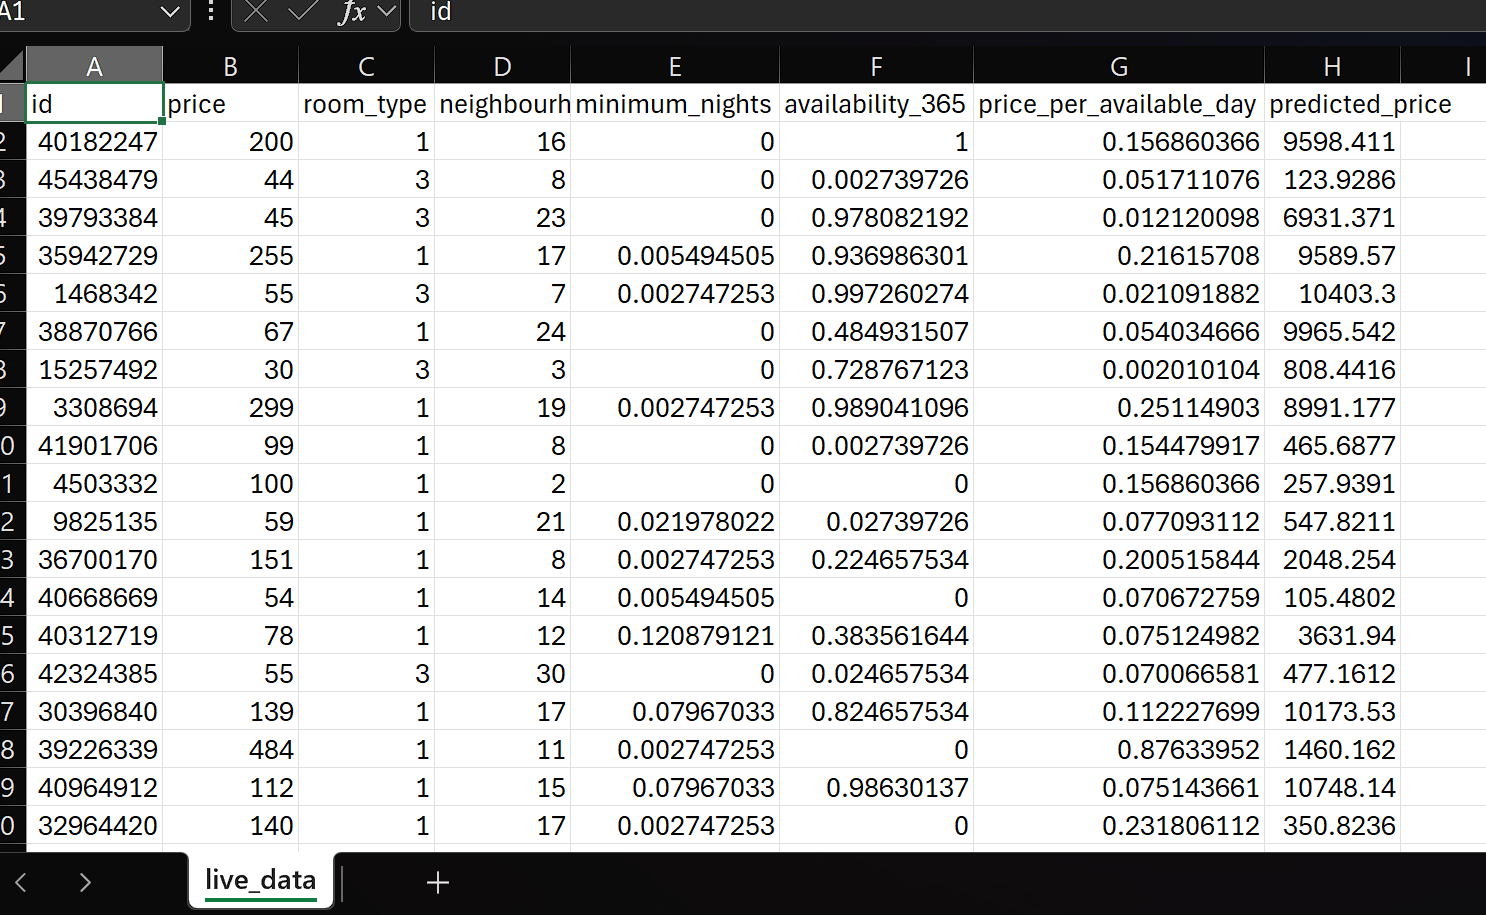 A1 fx id
A B C D E F G H I
id price room_type neighbourh minimum_nights availability_365 price_per_available_day predicted_price
2 40182247 200 1 16 0 1 0.156860366 9598.411
3 45438479 44 3 8 0 0.002739726 0.051711076 123.9286
4 39793384 45 3 23 0 0.978082192 0.012120098 6931.371
5 35942729 255 1 17 0.005494505 0.936986301 0.21615708 9589.57
6 1468342 55 3 7 0.002747253 0.997260274 0.021091882 10403.3
7 38870766 67 1 24 0 0.484931507 0.054034666 9965.542
8 15257492 30 3 3 0 0.728767123 0.002010104 808.4416
9 3308694 299 1 19 0.002747253 0.989041096 0.25114903 8991.177
0 41901706 99 1 8 0 0.002739726 0.154479917 465.6877
1 4503332 100 1 2 0 0 0.156860366 257.9391
2 9825135 59 1 21 0.021978022 0.02739726 0.077093112 547.8211
3 36700170 151 1 8 0.002747253 0.224657534 0.200515844 2048.254
4 40668669 54 1 14 0.005494505 0 0.070672759 105.4802
5 40312719 78 1 12 0.120879121 0.383561644 0.075124982 3631.94
6 42324385 55 3 30 0 0.024657534 0.070066581 477.1612
7 30396840 139 1 17 0.07967033 0.824657534 0.112227699 10173.53
8 39226339 484 1 11 0.002747253 0 0.87633952 1460.162
9 40964912 112 1 15 0.07967033 0.98630137 0.075143661 10748.14
0 32964420 140 1 17 0.002747253 0 0.231806112 350.8236
live_data